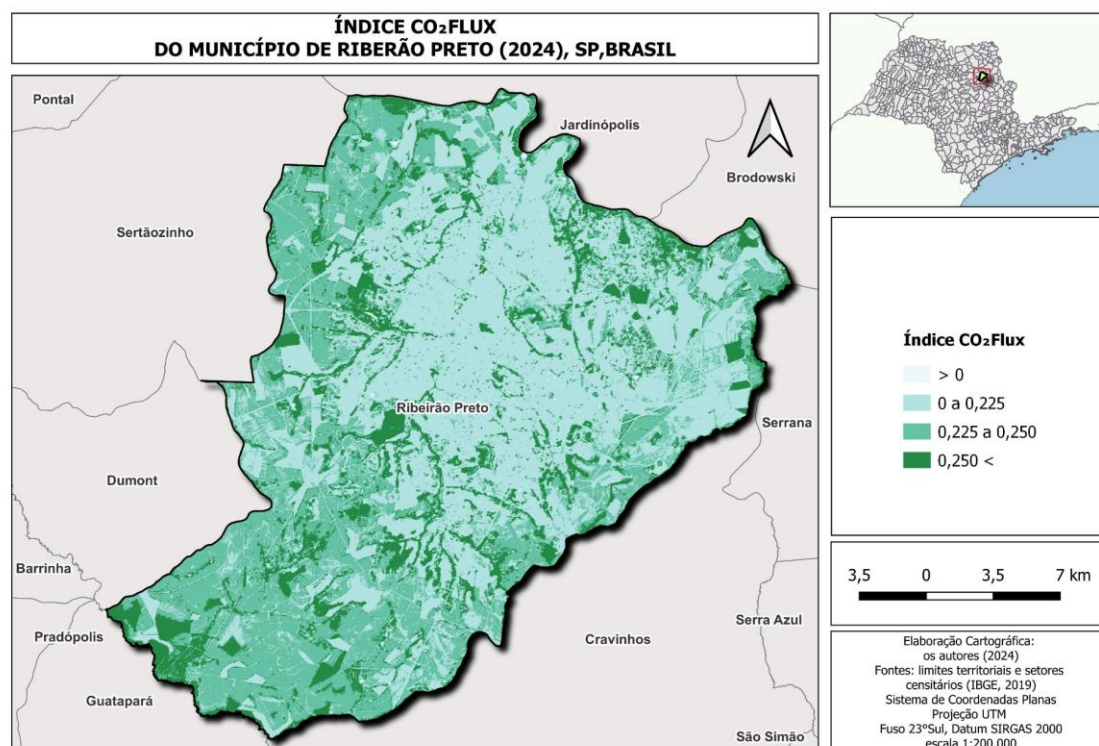 ÍNDICE CO₂FLUX
DO MUNICÍPIO DE RIBERÃO PRETO (2024), SP,BRASIL
Pontal
Jardinópolis
Brodowski
Sertãozinho
Ribeirão Preto
Serrana
Dumont
Barrinha
Pradópolis
Cravinhos
Serra Azul
Guatapará
São Simão
Índice CO₂Flux
> 0
0 a 0,225
0,225 a 0,250
0,250 <
3,5 0 3,5 7 km
Elaboração Cartográfica:
os autores (2024)
Fontes: limites territoriais e setores
censitários (IBGE, 2019)
Sistema de Coordenadas Planas
Projeção UTM
Fuso 23°Sul, Datum SIRGAS 2000
escala 1:200.000